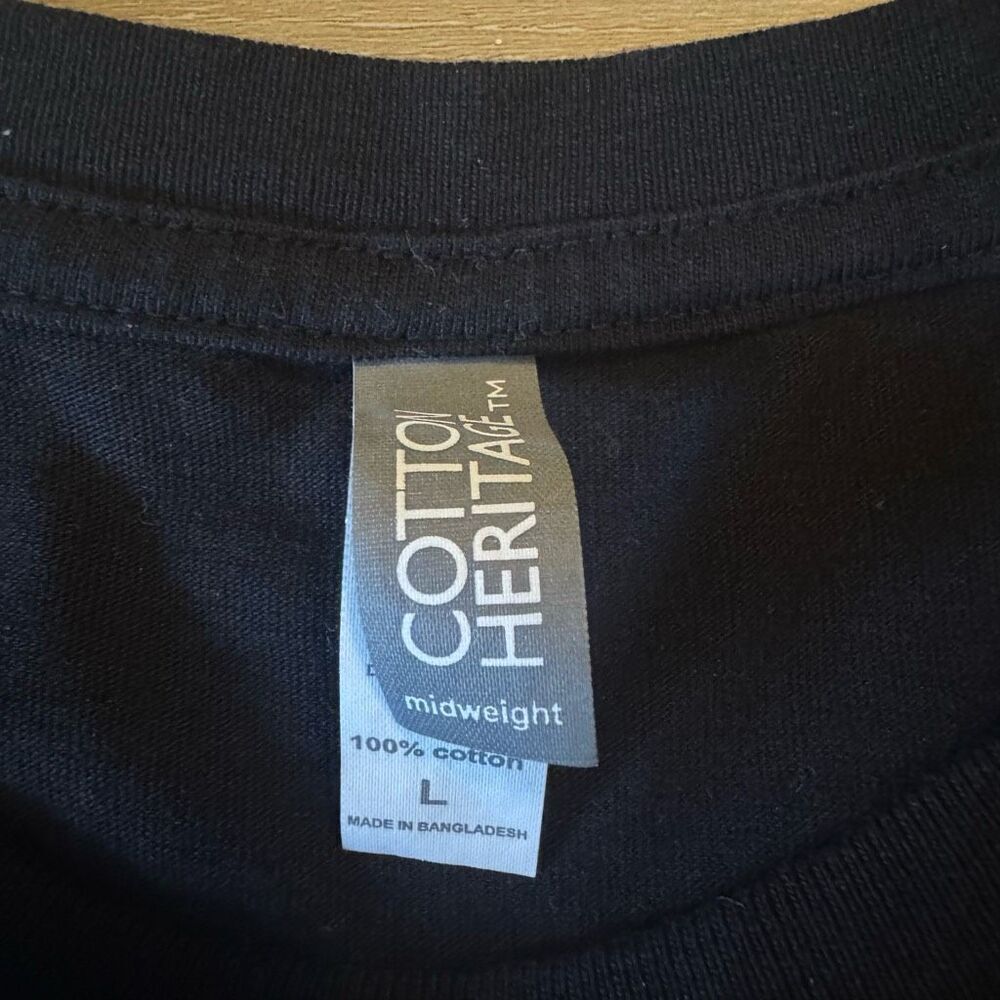 COTTON
HERITAGE™
midweight
100% cotton
L
MADE IN BANGLADESH